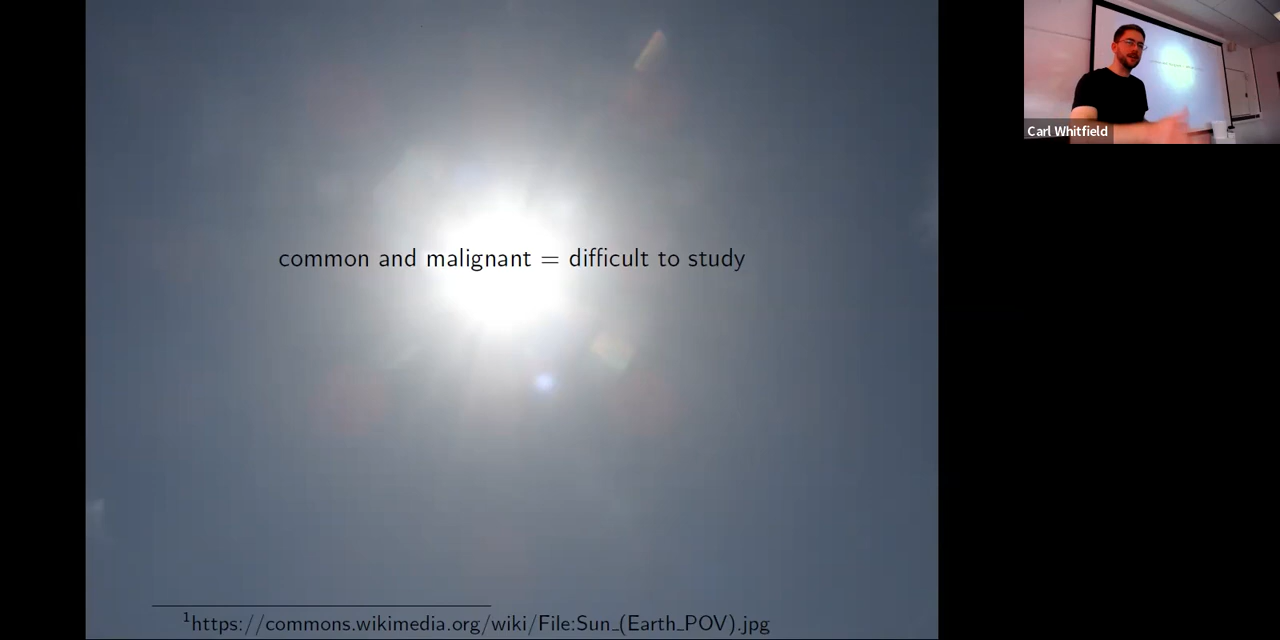 common and malignant = difficult to study
¹https://commons.wikimedia.org/wiki/File:Sun_(Earth_POV).jpg
Carl Whitfield